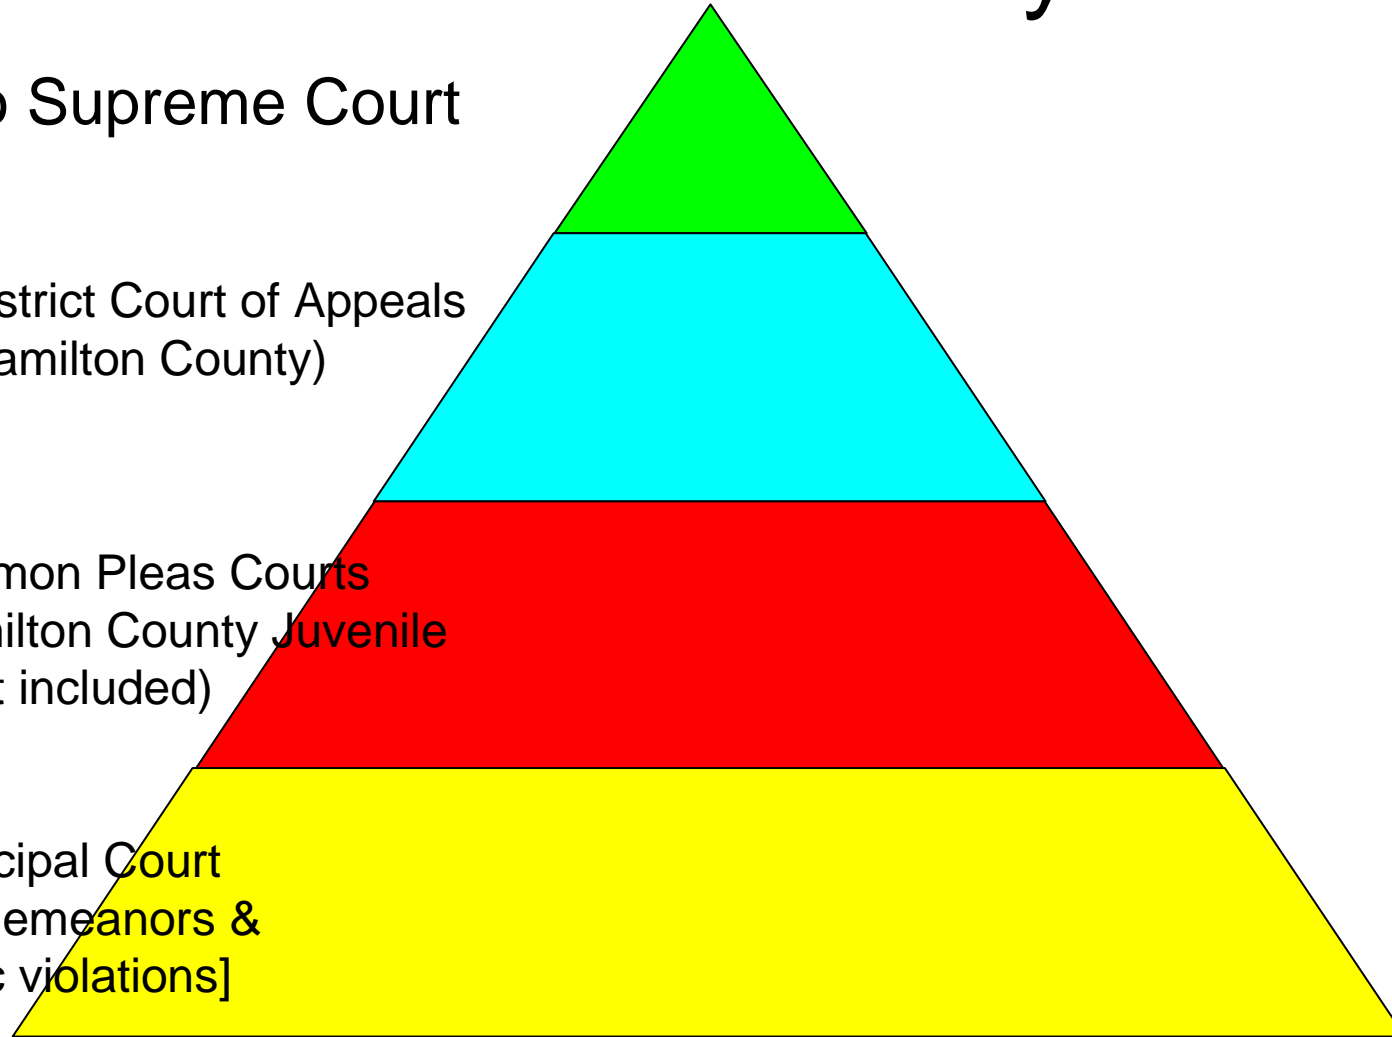 y
o Supreme Court
strict Court of Appeals
amilton County)
mon Pleas Courts
ilton County Juvenile
t included)
cipal Court
emeanors &
c violations]